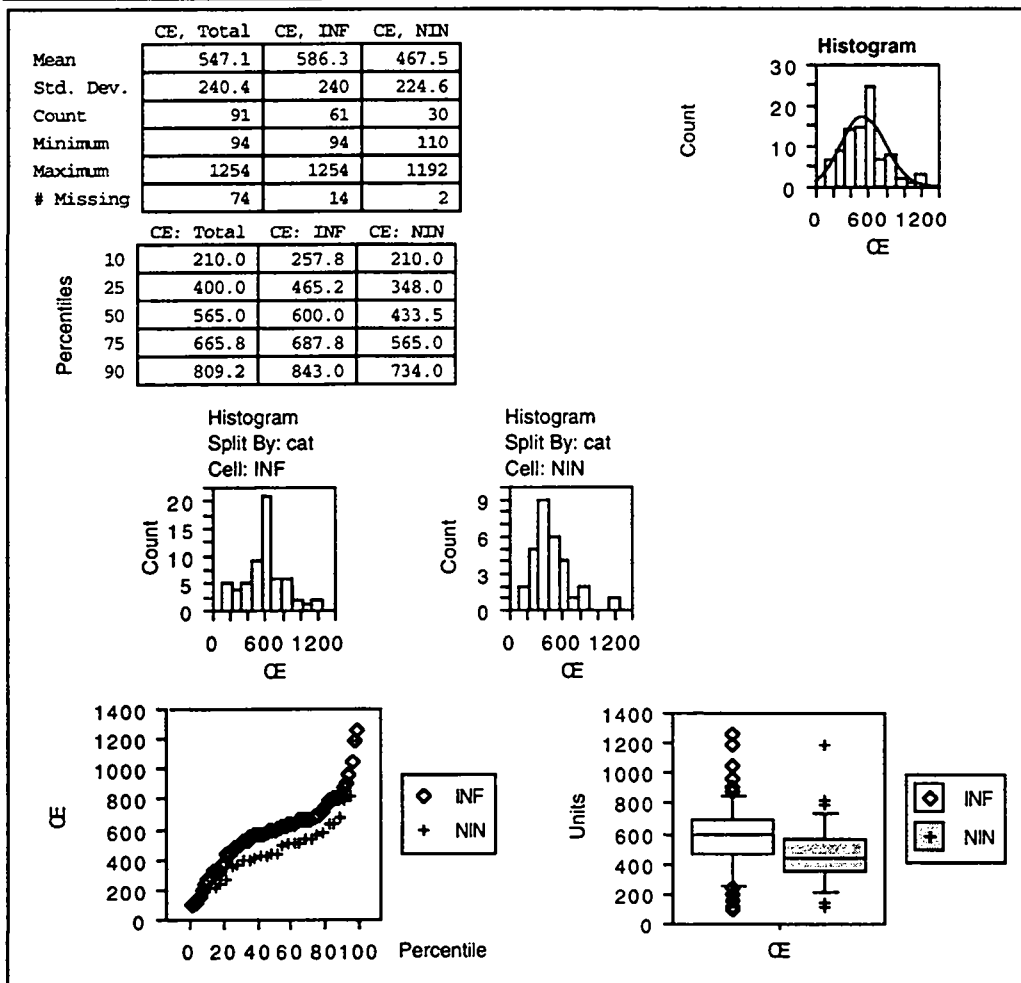 CE, Total CE, INF CE, NIN
Mean 547.1 586.3 467.5
Std. Dev. 240.4 240 224.6
Count 91 61 30
Minimum 94 94 110
Maximum 1254 1254 1192
# Missing 74 14 2
CE: Total CE: INF CE: NIN
Percentiles
10 210.0 257.8 210.0
25 400.0 465.2 348.0
50 565.0 600.0 433.5
75 665.8 687.8 565.0
90 809.2 843.0 734.0
Histogram
Count
30
20
10
0
0 600 1200
CE
Histogram
Split By: cat
Cell: INF
Count
20
15
10
5
0
0 600 1200
CE
Histogram
Split By: cat
Cell: NIN
Count
9
6
3
0
0 600 1200
CE
CE
1400
1200
1000
800
600
400
200
0
0 20 40 60 80 100 Percentile
INF
NIN
Units
1400
1200
1000
800
600
400
200
0
CE
INF
NIN